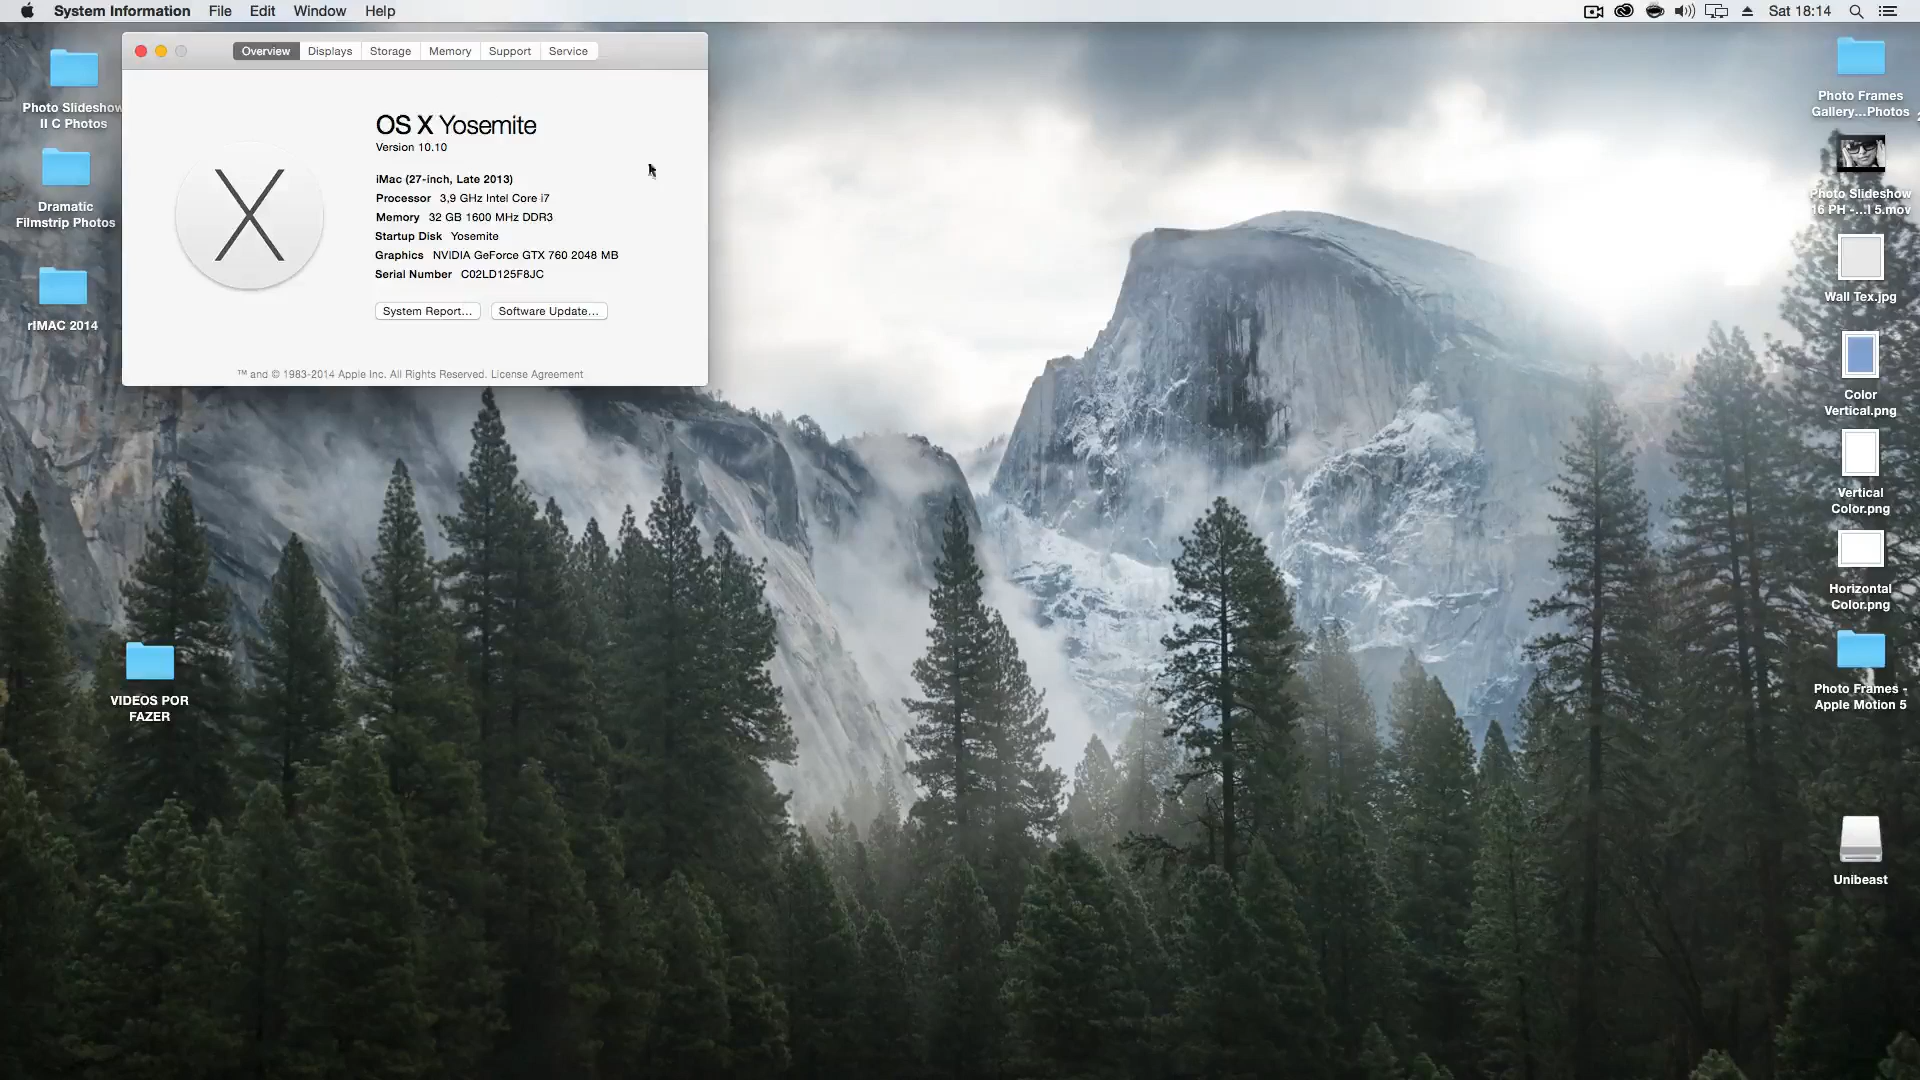 System Information File Edit Window Help
Sat 18:14
Overview Displays Storage Memory Support Service
OS X Yosemite
Version 10.10
iMac (27-inch, Late 2013)
Processor 3,9 GHz Intel Core i7
Memory 32 GB 1600 MHz DDR3
Startup Disk Yosemite
Graphics NVIDIA GeForce GTX 760 2048 MB
Serial Number C02LD125F8JC
System Report... Software Update...
™ and © 1983-2014 Apple Inc. All Rights Reserved. License Agreement
Photo Slideshow
II C Photos
Dramatic
Filmstrip Photos
rIMAC 2014
VIDEOS POR
FAZER
Photo Frames
Gallery...Photos
Photo Slideshow
16 PH -...l 5.mov
Wall Tex.jpg
Color
Vertical.png
Vertical
Color.png
Horizontal
Color.png
Photo Frames -
Apple Motion 5
Unibeast